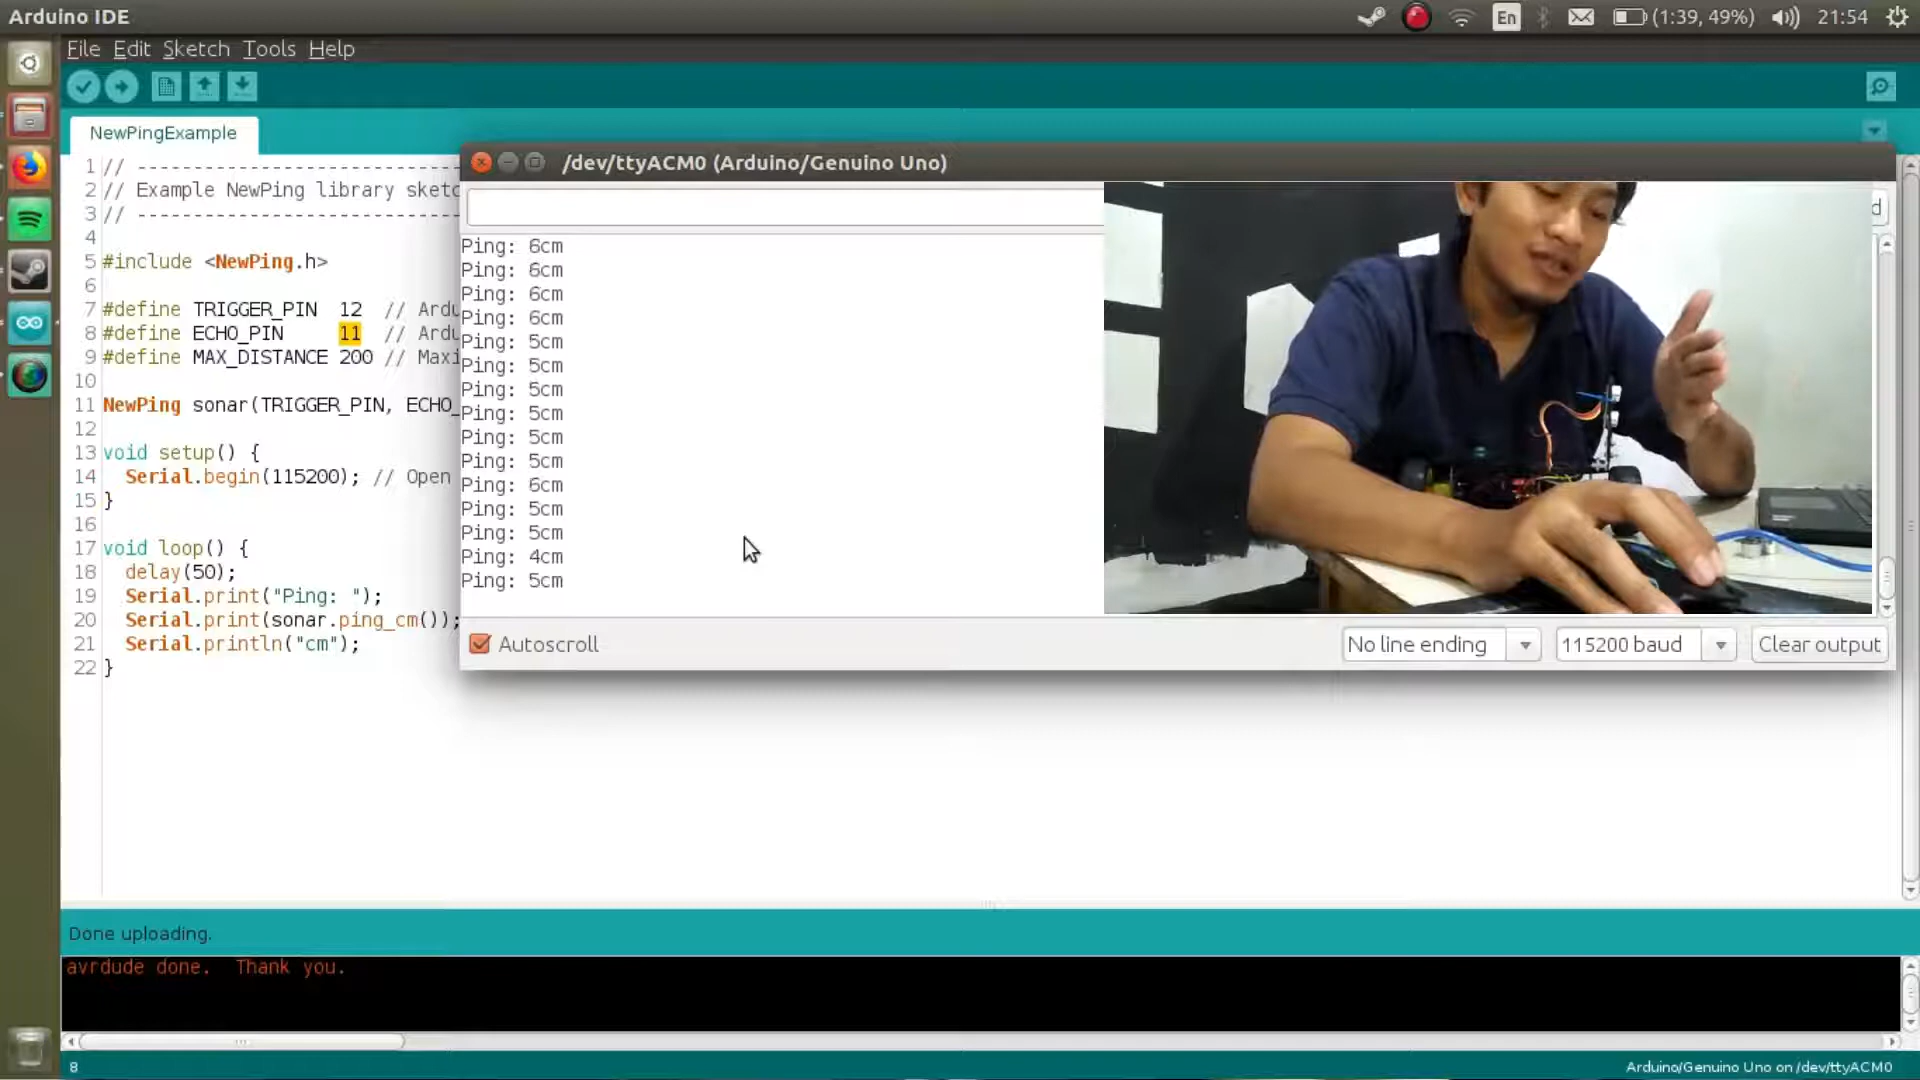 Arduino IDE
En
(1:39, 49%)
21:54
File Edit Sketch Tools Help
NewPingExample
1 // ---------------------------
2 // Example NewPing library
3 // ---------------------------
4
5 #include <NewPing.h>
6
7 #define TRIGGER_PIN 12 //
8 #define ECHO_PIN 11 //
9 #define MAX_DISTANCE 200 //
10
11 NewPing sonar(TRIGGER_PIN,
12
13 void setup() {
14 Serial.begin(115200); // Open
15 }
16
17 void loop() {
18 delay(50);
19 Serial.print("Ping: ");
20 Serial.print(sonar.ping_cm());
21 Serial.println("cm");
22 }
/dev/ttyACM0 (Arduino/Genuino Uno)
Ping: 6cm
Ping: 6cm
Ping: 6cm
Ping: 6cm
Ping: 5cm
Ping: 5cm
Ping: 5cm
Ping: 5cm
Ping: 5cm
Ping: 5cm
Ping: 6cm
Ping: 5cm
Ping: 5cm
Ping: 4cm
Ping: 5cm
Autoscroll
No line ending
115200 baud
Clear output
Done uploading.
avrdude done. Thank you.
8
Arduino/Genuino Uno on /dev/ttyACM0